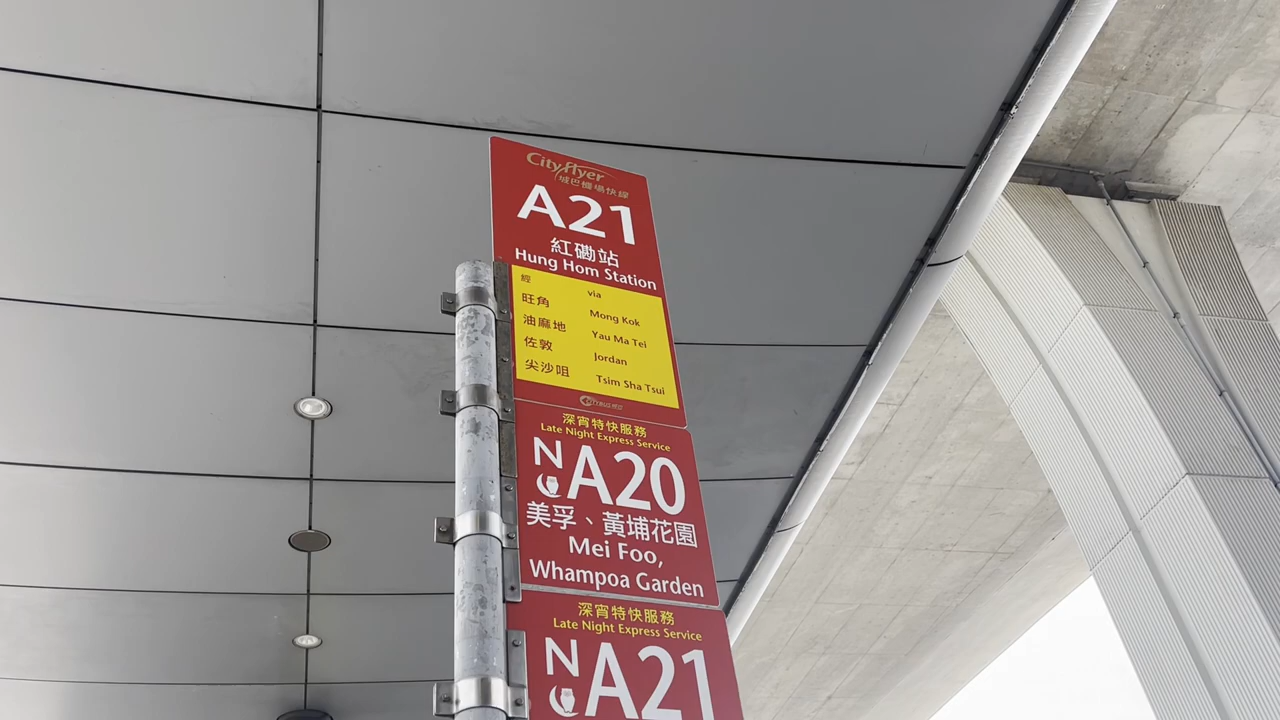 Cityflyer
城巴機場快線
A21
紅磡站
Hung Hom Station
經 via
旺角 Mong Kok
油麻地 Yau Ma Tei
佐敦 Jordan
尖沙咀 Tsim Sha Tsui
深宵特快服務
Late Night Express Service
NA20
美孚、黃埔花園
Mei Foo,
Whampoa Garden
深宵特快服務
Late Night Express Service
NA21